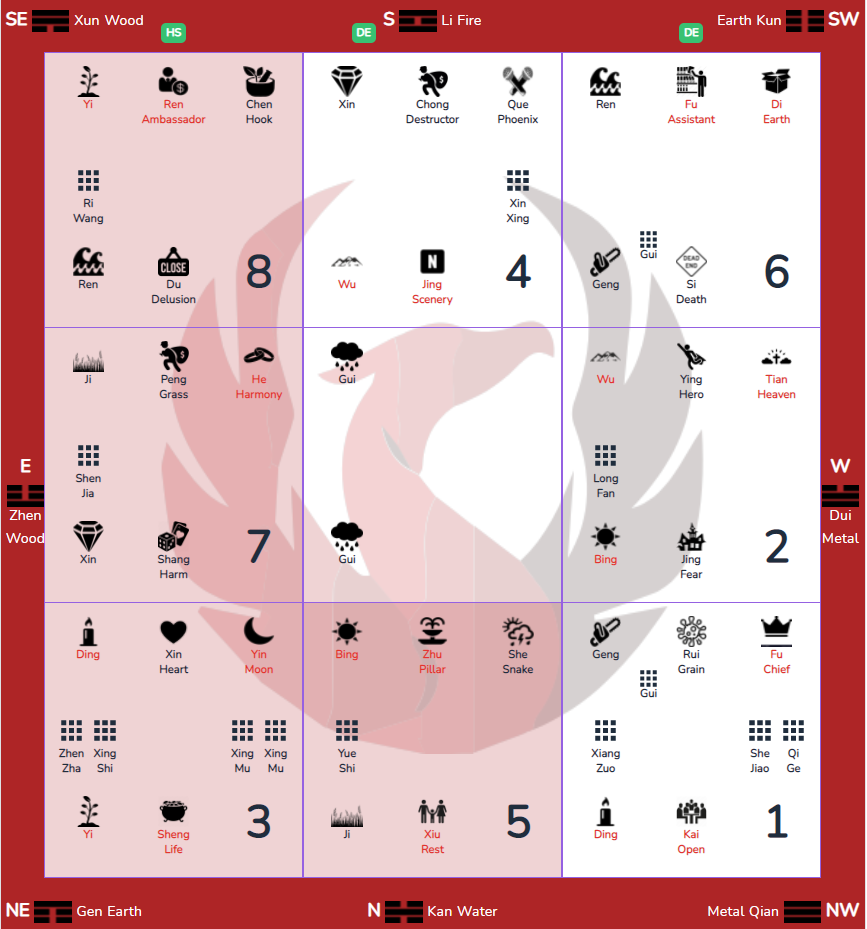 SE Xun Wood
S Li Fire
Earth Kun SW
HS
DE
DE
Yi
Ren
Ambassador
Chen
Hook
Ri
Wang
Ren
Du
Delusion
8
CLOSE
Xin
Chong
Destructor
Que
Phoenix
Xin
Xing
N
Wu
Jing
Scenery
4
Ren
Fu
Assistant
Di
Earth
Gui
DEAD
END
Geng
Si
Death
6
E
Zhen
Wood
Ji
Peng
Grass
He
Harmony
Shen
Jia
Xin
Shang
Harm
7
Gui
Gui
Wu
Ying
Hero
Tian
Heaven
Long
Fan
Bing
Jing
Fear
2
W
Dui
Metal
Ding
Xin
Heart
Yin
Moon
Zhen
Zha
Xing
Shi
Xing
Mu
Xing
Mu
Yi
Sheng
Life
3
Bing
Zhu
Pillar
She
Snake
Yue
Shi
Ji
Xiu
Rest
5
Geng
Rui
Grain
Fu
Chief
Gui
Xiang
Zuo
She
Jiao
Qi
Ge
Ding
Kai
Open
1
NE Gen Earth
N Kan Water
Metal Qian NW